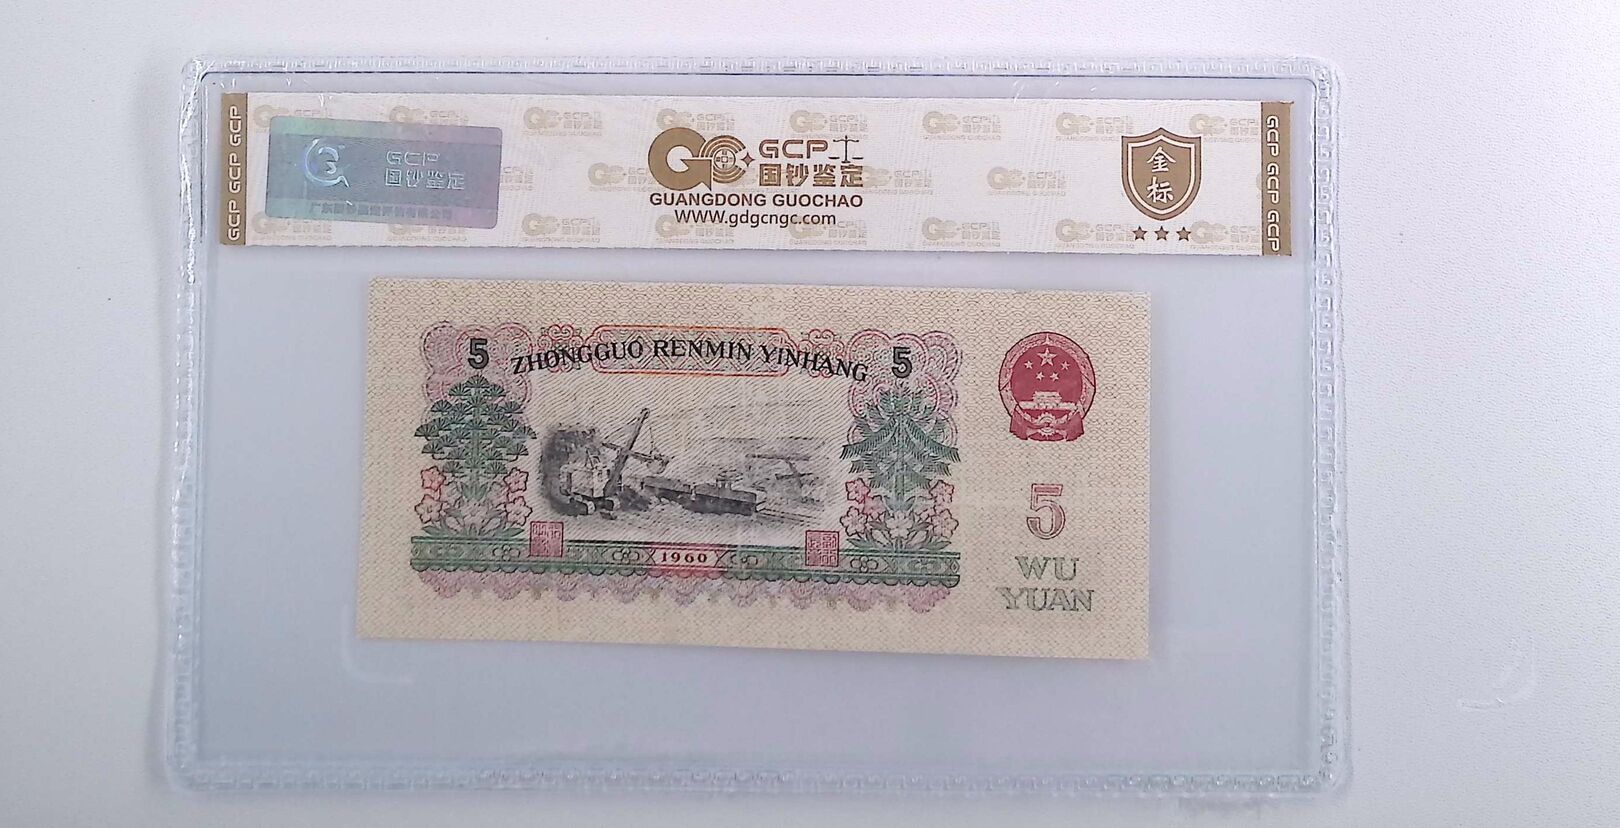 GCP GCP GCP
GCP
国钞鉴定
GCP
国钞鉴定
GUANGDONG GUOCHAO
WWW.gdgcngc.com
金
标
GCP GCP GCP
5 ZHONGGUO RENMIN YINHANG 5
1960
5
WU
YUAN